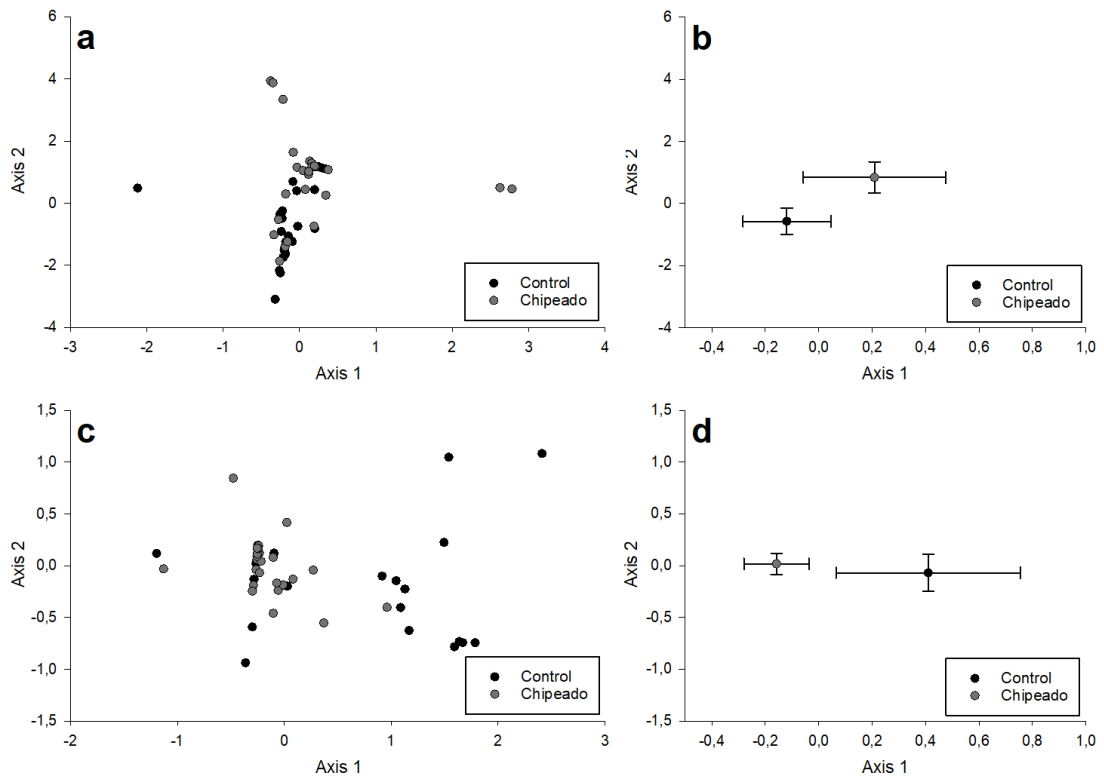 a
6
4
2
0
-2
-4
Axis 2
-3 -2 -1 0 1 2 3 4
Axis 1
Control
Chipeado
b
6
4
2
0
-2
-4
Axis 2
-0,4 -0,2 0,0 0,2 0,4 0,6 0,8 1,0
Axis 1
Control
Chipeado
c
1,5
1,0
0,5
0,0
-0,5
-1,0
-1,5
Axis 2
-2 -1 0 1 2 3
Axis 1
Control
Chipeado
d
1,5
1,0
0,5
0,0
-0,5
-1,0
-1,5
Axis 2
-0,4 -0,2 0,0 0,2 0,4 0,6 0,8 1,0
Axis 1
Control
Chipeado